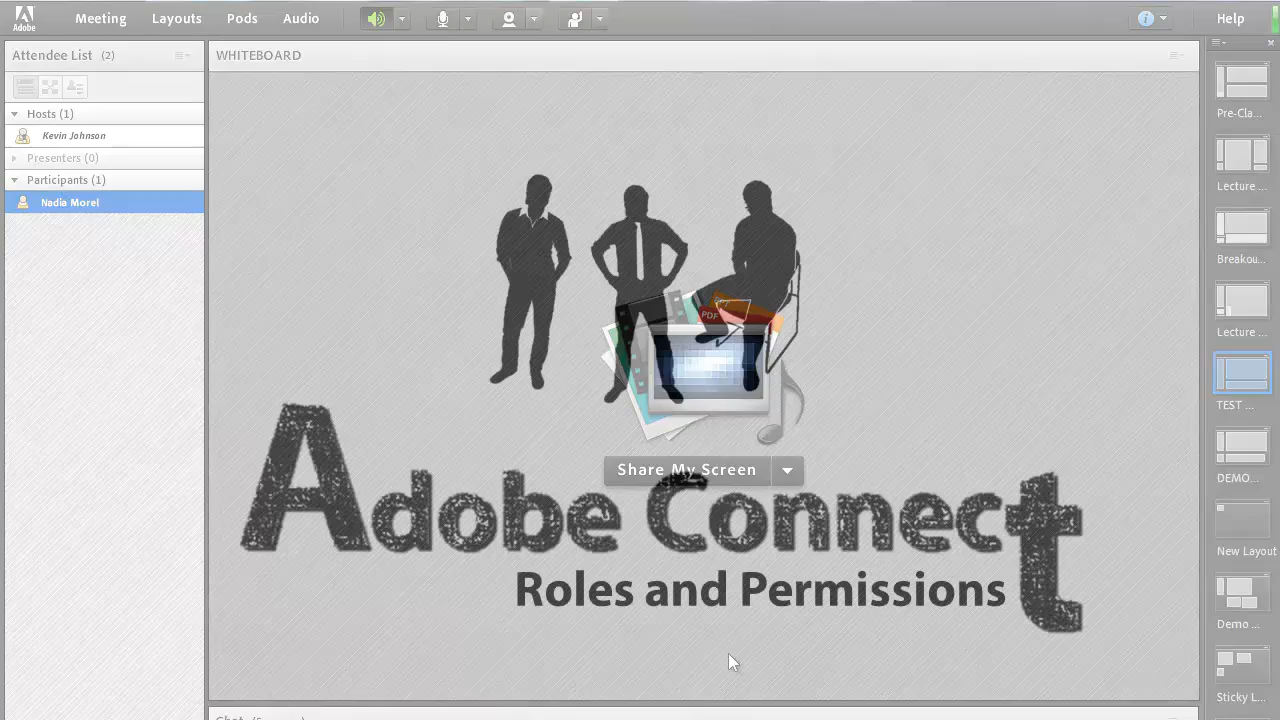 Adobe
Meeting
Layouts
Pods
Audio
Help
Attendee List (2)
Hosts (1)
Kevin Johnson
Presenters (0)
Participants (1)
Nadia Morel
WHITEBOARD
PDF
Share My Screen
Adobe Connect
Roles and Permissions
Pre-Cla...
Lecture ...
Breakou...
Lecture ...
TEST ...
DEMO...
New Layout
Demo ...
Sticky L...